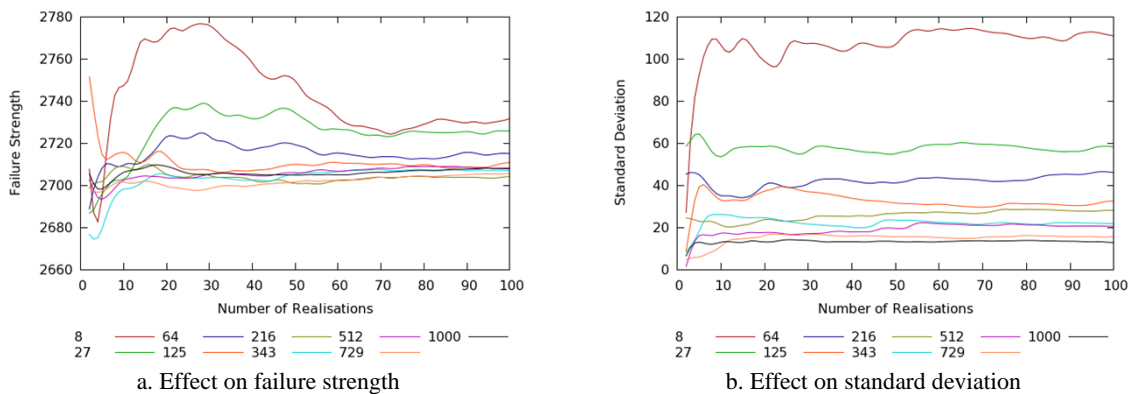 2780
2760
2740
2720
2700
2680
2660
Failure Strength
0 10 20 30 40 50 60 70 80 90 100
Number of Realisations
8 64 216 512 1000
27 125 343 729
a. Effect on failure strength
120
100
80
60
40
20
0
Standard Deviation
0 10 20 30 40 50 60 70 80 90 100
Number of Realisations
8 64 216 512 1000
27 125 343 729
b. Effect on standard deviation